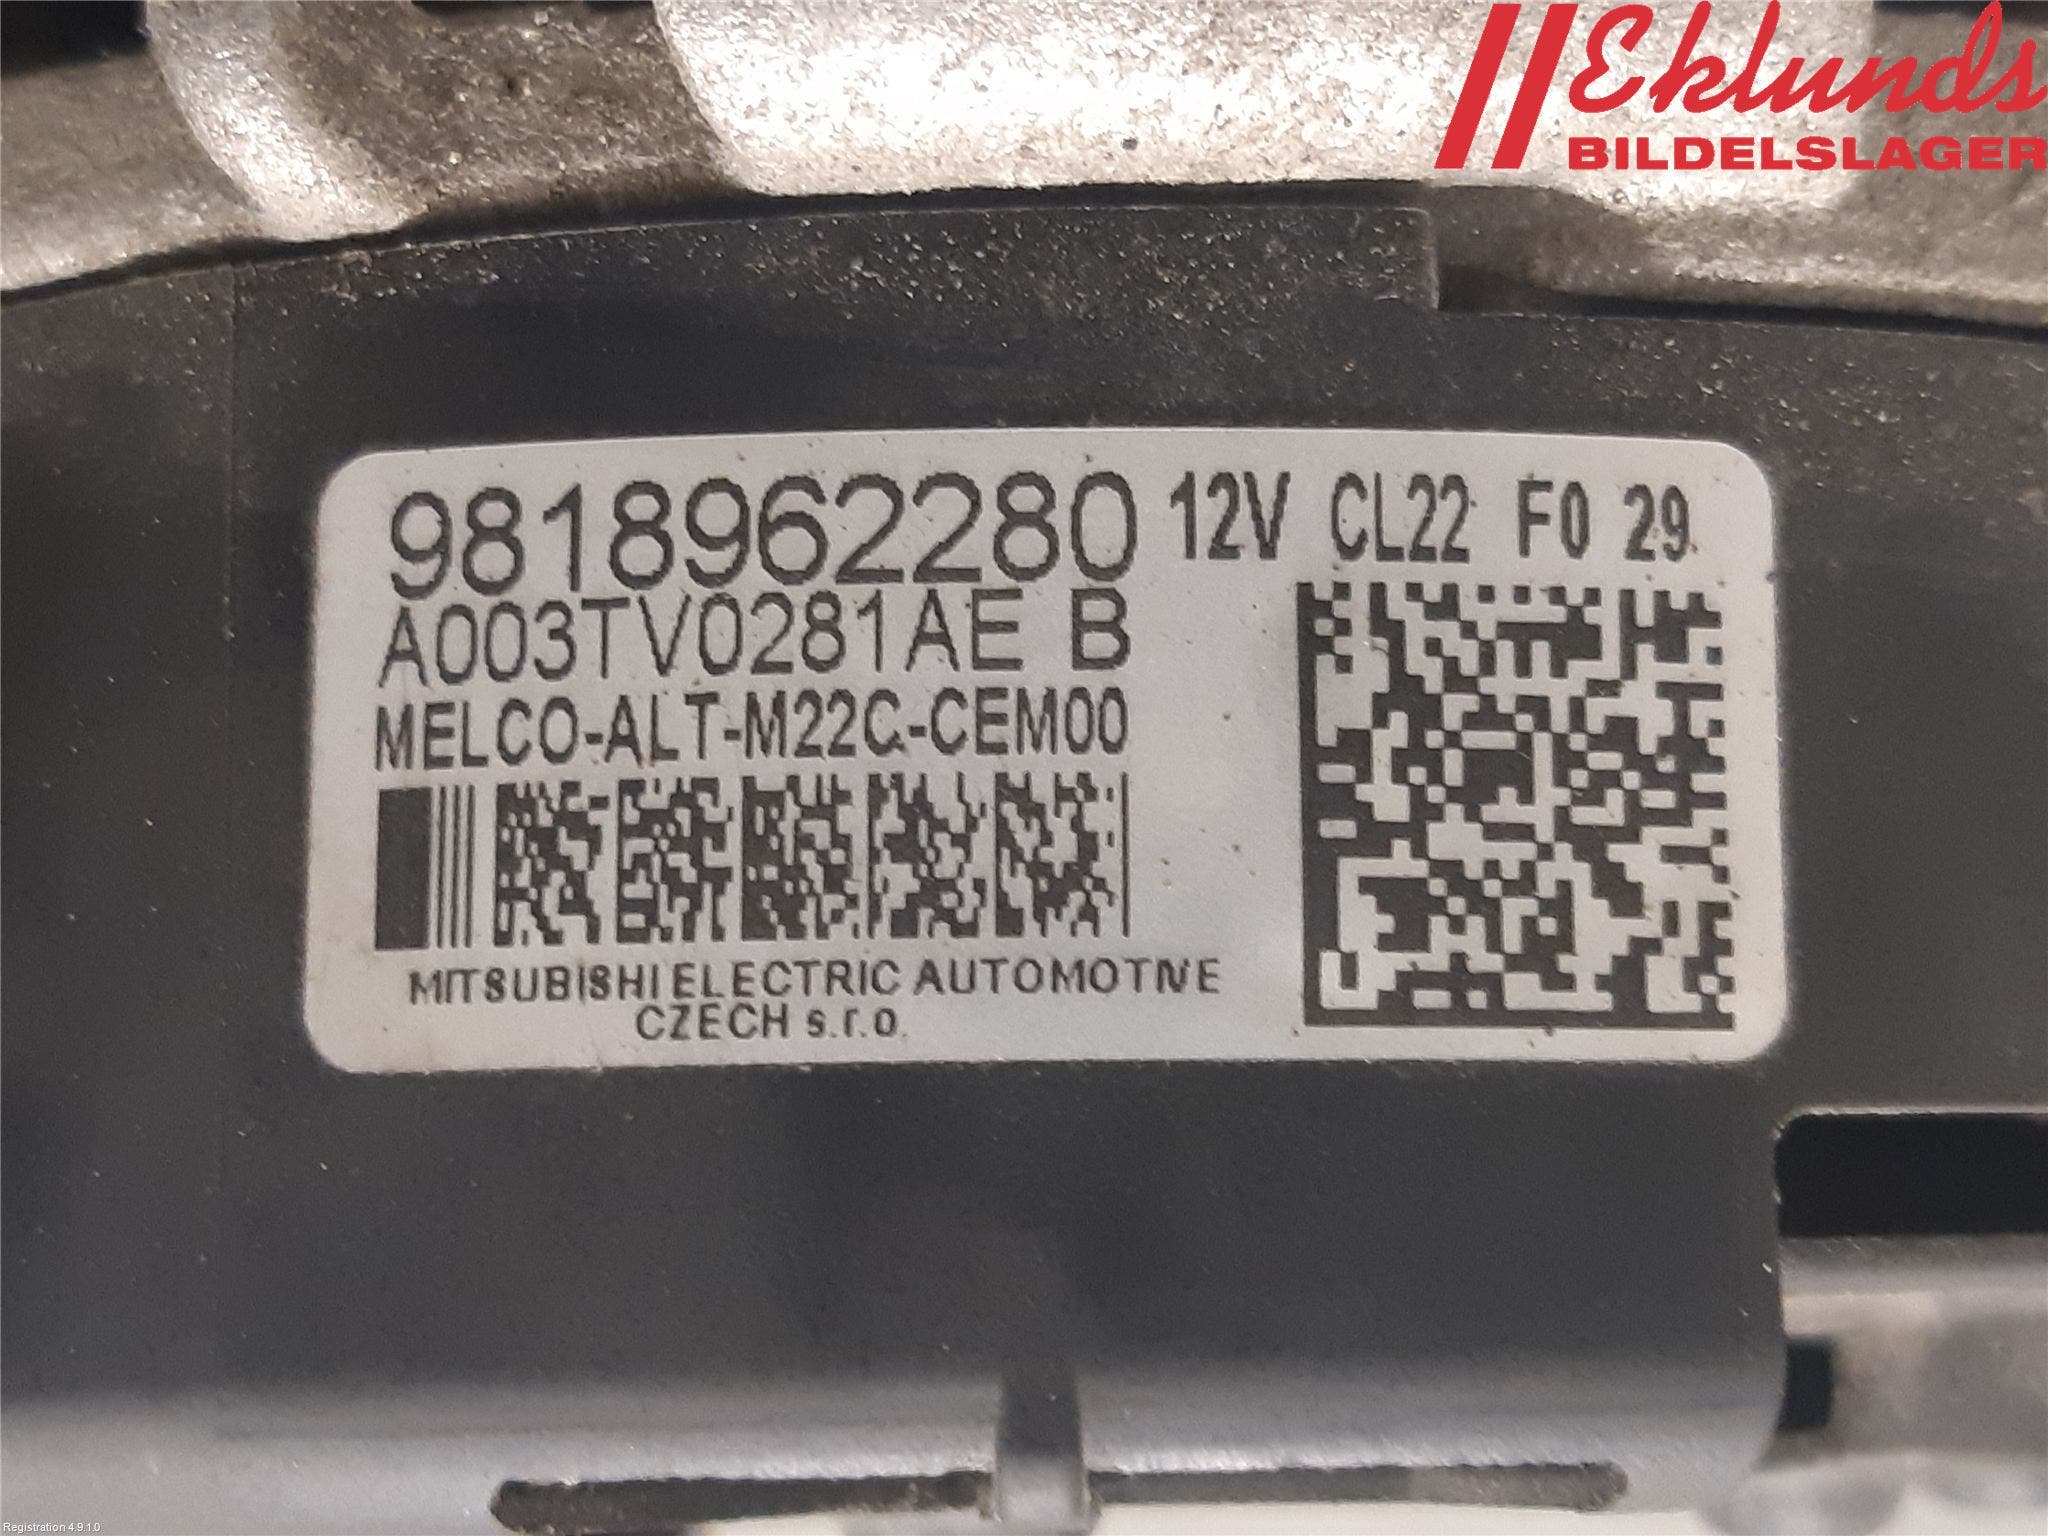 Eklunds
BILDELSLAGER
9818962280 12V CL22 F0 29
A003TV0281AE B
MELCO-ALT-M22C-CEM00
MITSUBISHI ELECTRIC AUTOMOTIVE
CZECH s.r.o.
Registration 4.9.1.0